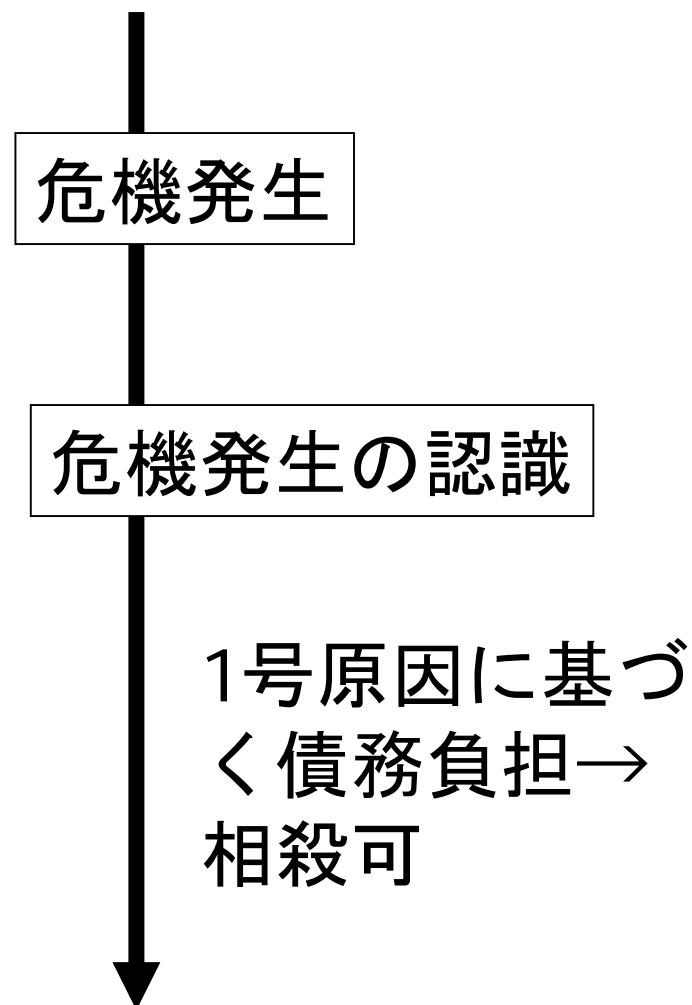 危機発生
危機発生の認識
1号原因に基づ
く債務負担→
相殺可